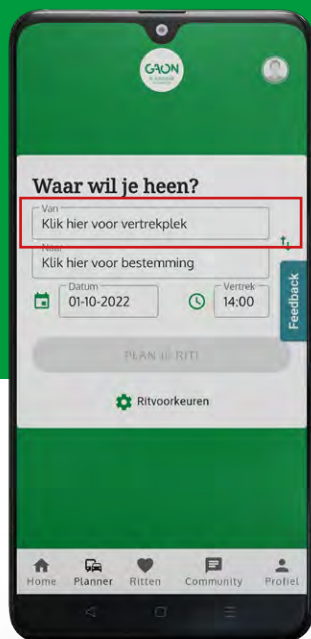 GAON
Waar wil je heen?
Van
Klik hier voor vertrekplek
Naar
Klik hier voor bestemming
Datum
01-10-2022
Vertrek
14:00
Feedback
PLAN JE RIT!
Ritvoorkeuren
Home
Planner
Ritten
Community
Profiel